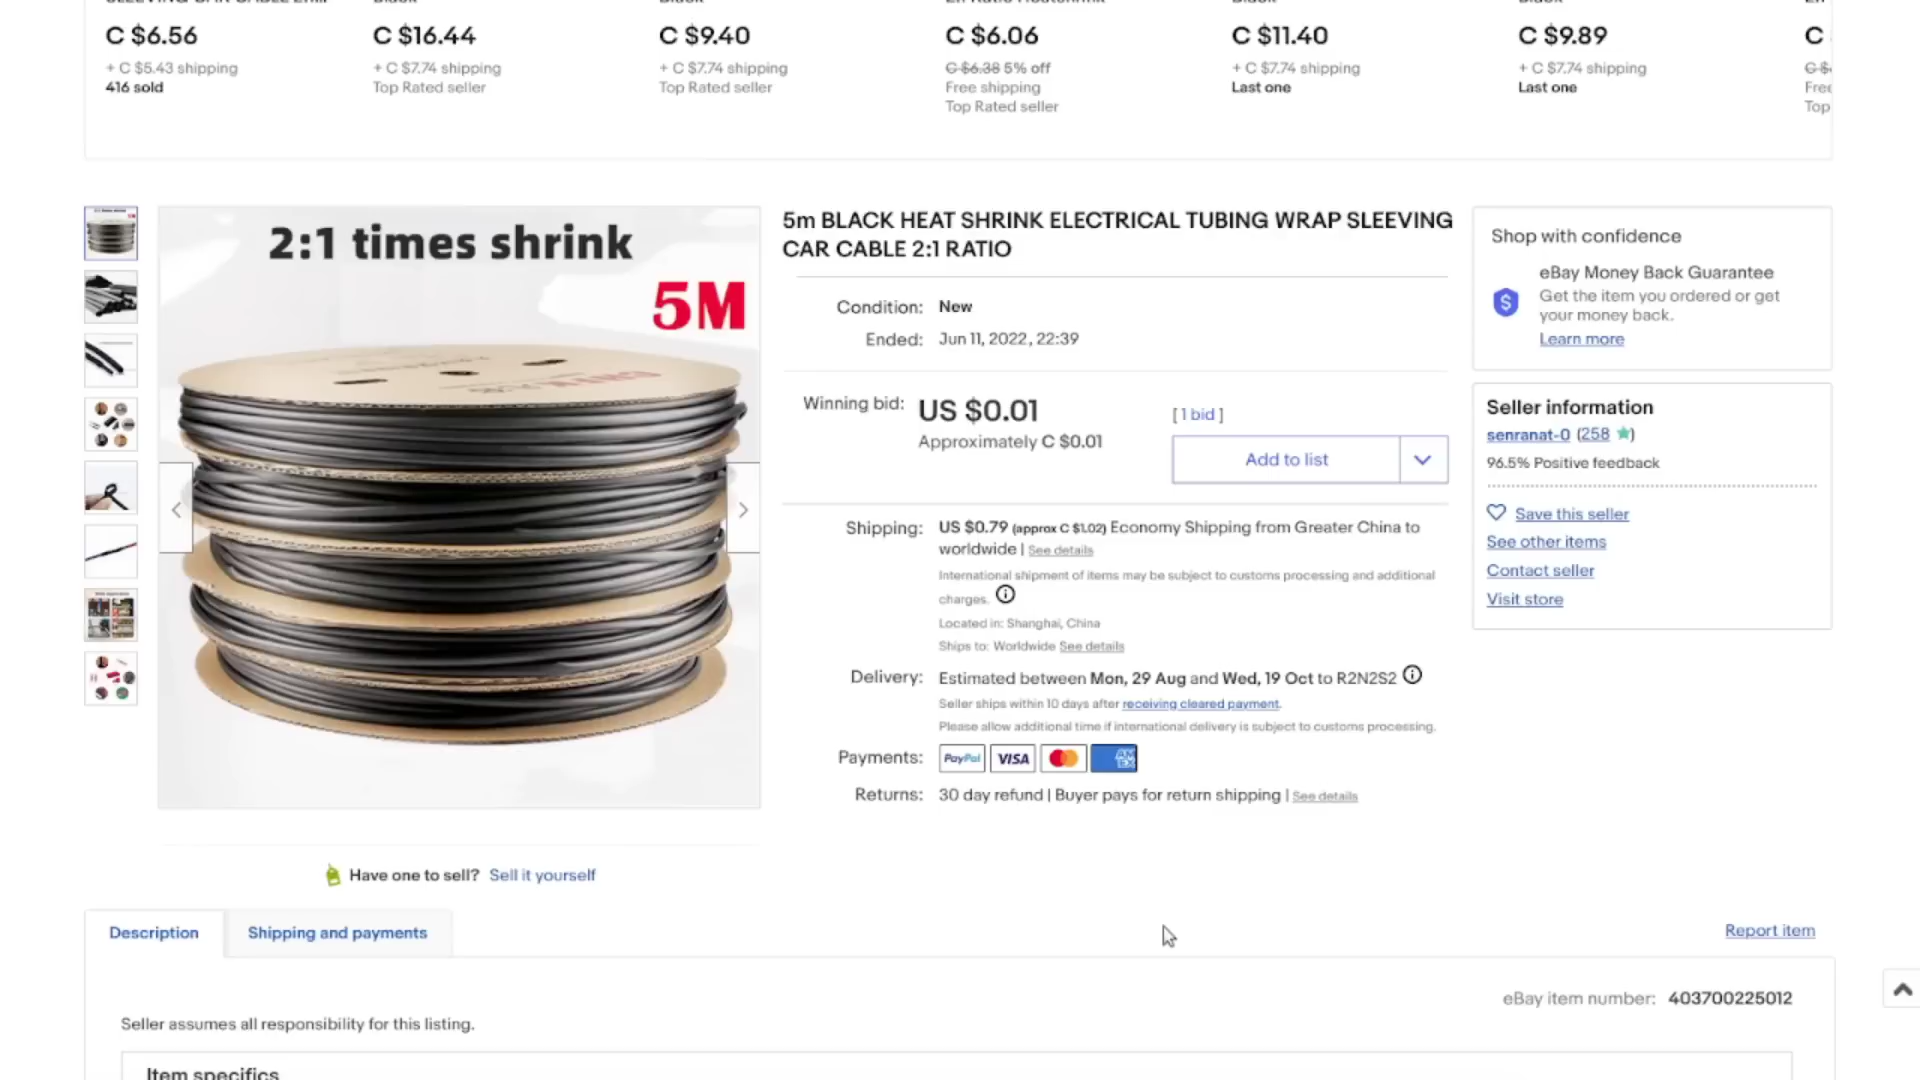 C $6.56
+ C $5.43 shipping
416 sold
C $16.44
+ C $7.74 shipping
Top Rated seller
C $9.40
+ C $7.74 shipping
Top Rated seller
C $6.06
C $6.38 5% off
Free shipping
Top Rated seller
C $11.40
+ C $7.74 shipping
Last one
C $9.89
+ C $7.74 shipping
Last one
C
C $
Free
Top
2:1 times shrink
5M
5m BLACK HEAT SHRINK ELECTRICAL TUBING WRAP SLEEVING
CAR CABLE 2:1 RATIO
Condition: New
Ended: Jun 11, 2022, 22:39
Winning bid: US $0.01
[ 1 bid ]
Approximately C $0.01
Add to list
Shipping: US $0.79 (approx C $1.02) Economy Shipping from Greater China to
worldwide | See details
International shipment of items may be subject to customs processing and additional
charges.
Located in: Shanghai, China
Ships to: Worldwide See details
Delivery: Estimated between Mon, 29 Aug and Wed, 19 Oct to R2N2S2
Seller ships within 10 days after receiving cleared payment.
Please allow additional time if international delivery is subject to customs processing.
Payments: PayPal VISA AM EX
Returns: 30 day refund | Buyer pays for return shipping | See details
Shop with confidence
eBay Money Back Guarantee
Get the item you ordered or get
your money back.
Learn more
Seller information
senranat-0 (258)
96.5% Positive feedback
Save this seller
See other items
Contact seller
Visit store
Have one to sell? Sell it yourself
Description
Shipping and payments
Report item
eBay item number: 403700225012
Seller assumes all responsibility for this listing.
Item specifics